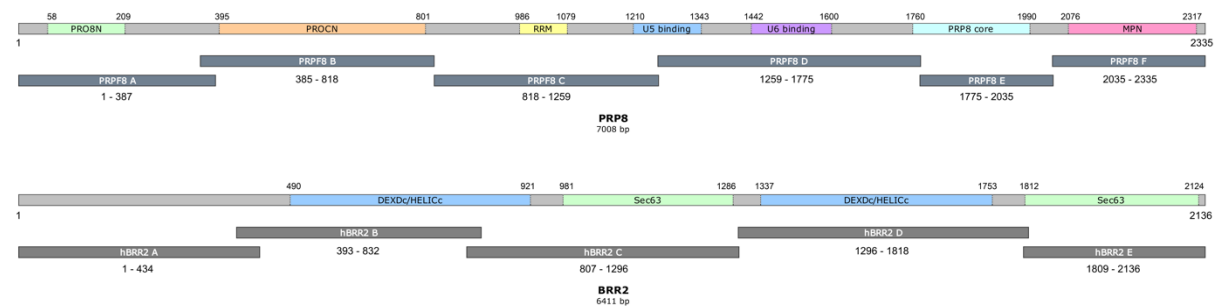 58 209 395 801 986 1079 1210 1343 1442 1600 1760 1990 2076 2317
PRO8N PROCN RRM U5 binding U6 binding PRP8 core MPN
1 2335
PRPF8 B PRPF8 D PRPF8 F
385 - 818 1259 - 1775 2035 - 2335
PRPF8 A PRPF8 C PRPF8 E
1 - 387 818 - 1259 1775 - 2035
PRP8
7008 bp
490 921 981 1286 1337 1753 1812 2124
DEXDc/HELICc Sec63 DEXDc/HELICc Sec63
1 2136
hBRR2 B hBRR2 D
393 - 832 1296 - 1818
hBRR2 A hBRR2 C hBRR2 E
1 - 434 807 - 1296 1809 - 2136
BRR2
6411 bp